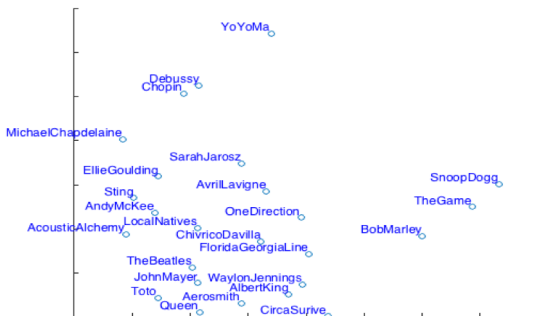 YoYoMa
Debussy
Chopin
MichaelChapdelaine
SarahJarosz
EllieGoulding
SnoopDogg
AvrilLavigne
Sting
TheGame
AndyMcKee
OneDirection
LocalNatives
AcousticAlchemy
BobMarley
ChivricoDavilla
FloridaGeorgiaLine
TheBeatles
JohnMayer
WaylonJennings
AlbertKing
Toto
Aerosmith
Queen
CircaSurive